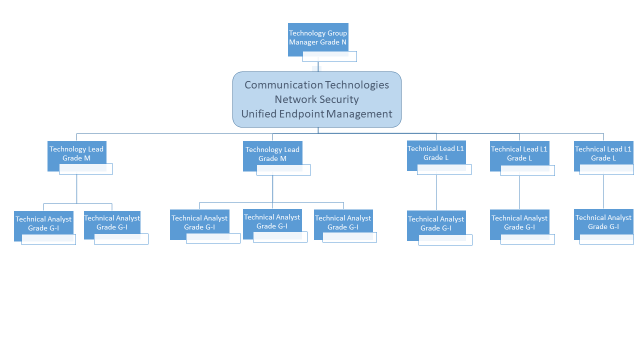 Technology Group
Manager Grade N
Communication Technologies
Network Security
Unified Endpoint Management
Technology Lead
Grade M
Technology Lead
Grade M
Technical Lead L1
Grade L
Technical Lead L1
Grade L
Technical Lead L1
Grade L
Technical Analyst
Grade G-I
Technical Analyst
Grade G-I
Technical Analyst
Grade G-I
Technical Analyst
Grade G-I
Technical Analyst
Grade G-I
Technical Analyst
Grade G-I
Technical Analyst
Grade G-I
Technical Analyst
Grade G-I